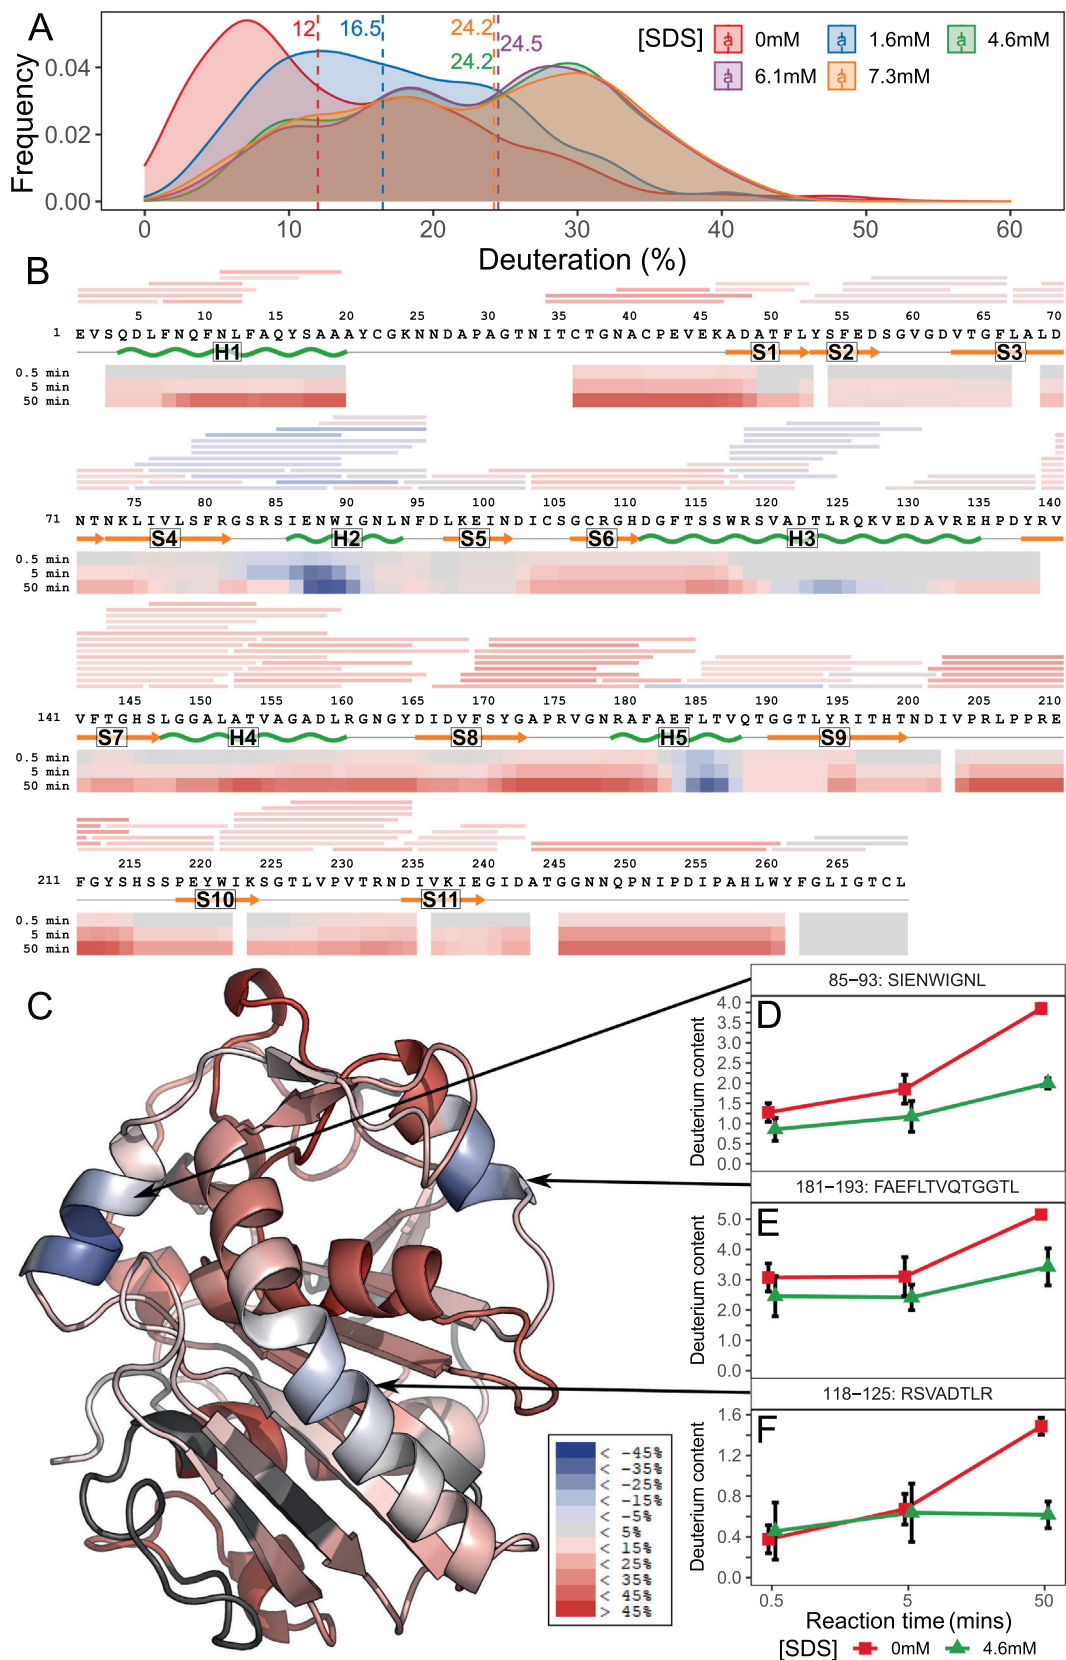 A
Frequency
0.04
0.02
0.00
12
16.5
24.2
24.2
24.5
[SDS]
a 0mM
a 1.6mM
a 4.6mM
a 6.1mM
a 7.3mM
0 10 20 30 40 50 60
Deuteration (%)
B
5 10 15 20 25 30 35 40 45 50 55 60 65 70
1 EVSQDLFNQFNLFAQYSAAAYCGKNNDAPAGTNITCTGNACPEVEKADATFLYSFEDSGVGDVTGFLALD
H1 S1 S2 S3
0.5 min
5 min
50 min
75 80 85 90 95 100 105 110 115 120 125 130 135 140
71 NTNKLIVLSFRGSRSIENWIGNLNFDLKEINDICSGCRGHDGFTSSWRSVADTLRQKVEDAVREHPDYRV
S4 H2 S5 S6 H3
0.5 min
5 min
50 min
145 150 155 160 165 170 175 180 185 190 195 200 205 210
141 VFTGHSLGGALATVAGADLRGNGYDIDVFSYGAPRVGNRAFAEFLTVQTGGTLYRITHTNDIVPRLPPRE
S7 H4 S8 H5 S9
0.5 min
5 min
50 min
215 220 225 230 235 240 245 250 255 260 265
211 FGYSHSSPEYWIKSGTLVPVTRNDIVKIEGIDATGGNNQPNIPDIPAHLWYFGLIGTCL
S10 S11
0.5 min
5 min
50 min
C
< -45%
< -35%
< -25%
< -15%
< -5%
< 5%
< 15%
< 25%
< 35%
< 45%
> 45%
85–93: SIENWIGNL
D
Deuterium content
4.0
3.5
3.0
2.5
2.0
1.5
1.0
0.5
0.0
181–193: FAEFLTVQTGGTL
E
Deuterium content
5.0
4.0
3.0
2.0
1.0
0.0
118–125: RSVADTLR
F
Deuterium content
1.6
1.2
0.8
0.4
0.0
0.5 5 50
Reaction time (mins)
[SDS] 0mM 4.6mM